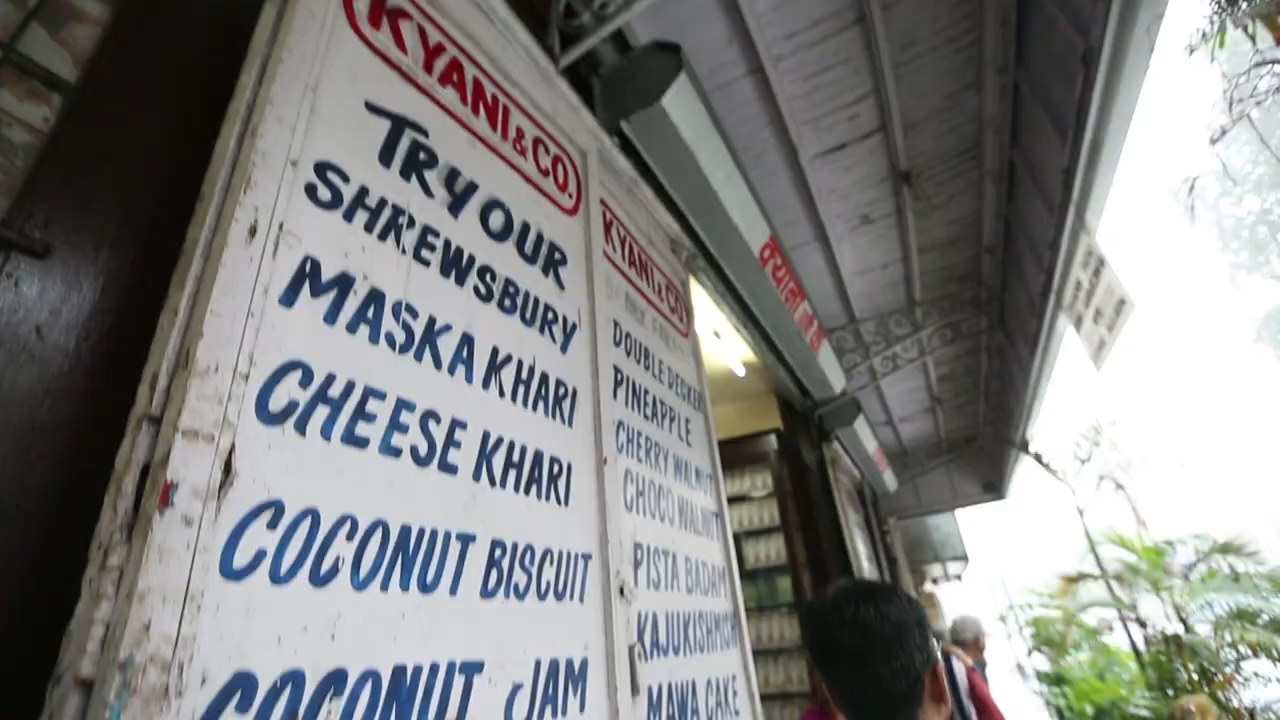 KYANI & CO.
TRY OUR
SHREWSBURY
MASKA KHARI
CHEESE KHARI
COCONUT BISCUIT
COCONUT JAM
KYANI & CO
DOUBLE DECKER
PINEAPPLE
CHERRY WALNUT
CHOCO WALNUT
PISTA BADAM
KAJUKISHMISH
MAWA CAKE
क्यानी